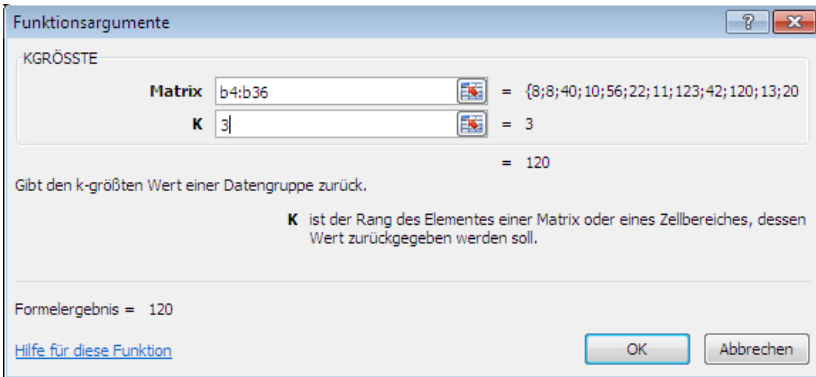 Funktionsargumente
KGRÖSSTE
Matrix b4:b36 = {8;8;40;10;56;22;11;123;42;120;13;20
K 3 = 3
= 120
Gibt den k-größten Wert einer Datengruppe zurück.
K ist der Rang des Elementes einer Matrix oder eines Zellbereiches, dessen
Wert zurückgegeben werden soll.
Formelergebnis = 120
Hilfe für diese Funktion
OK Abbrechen